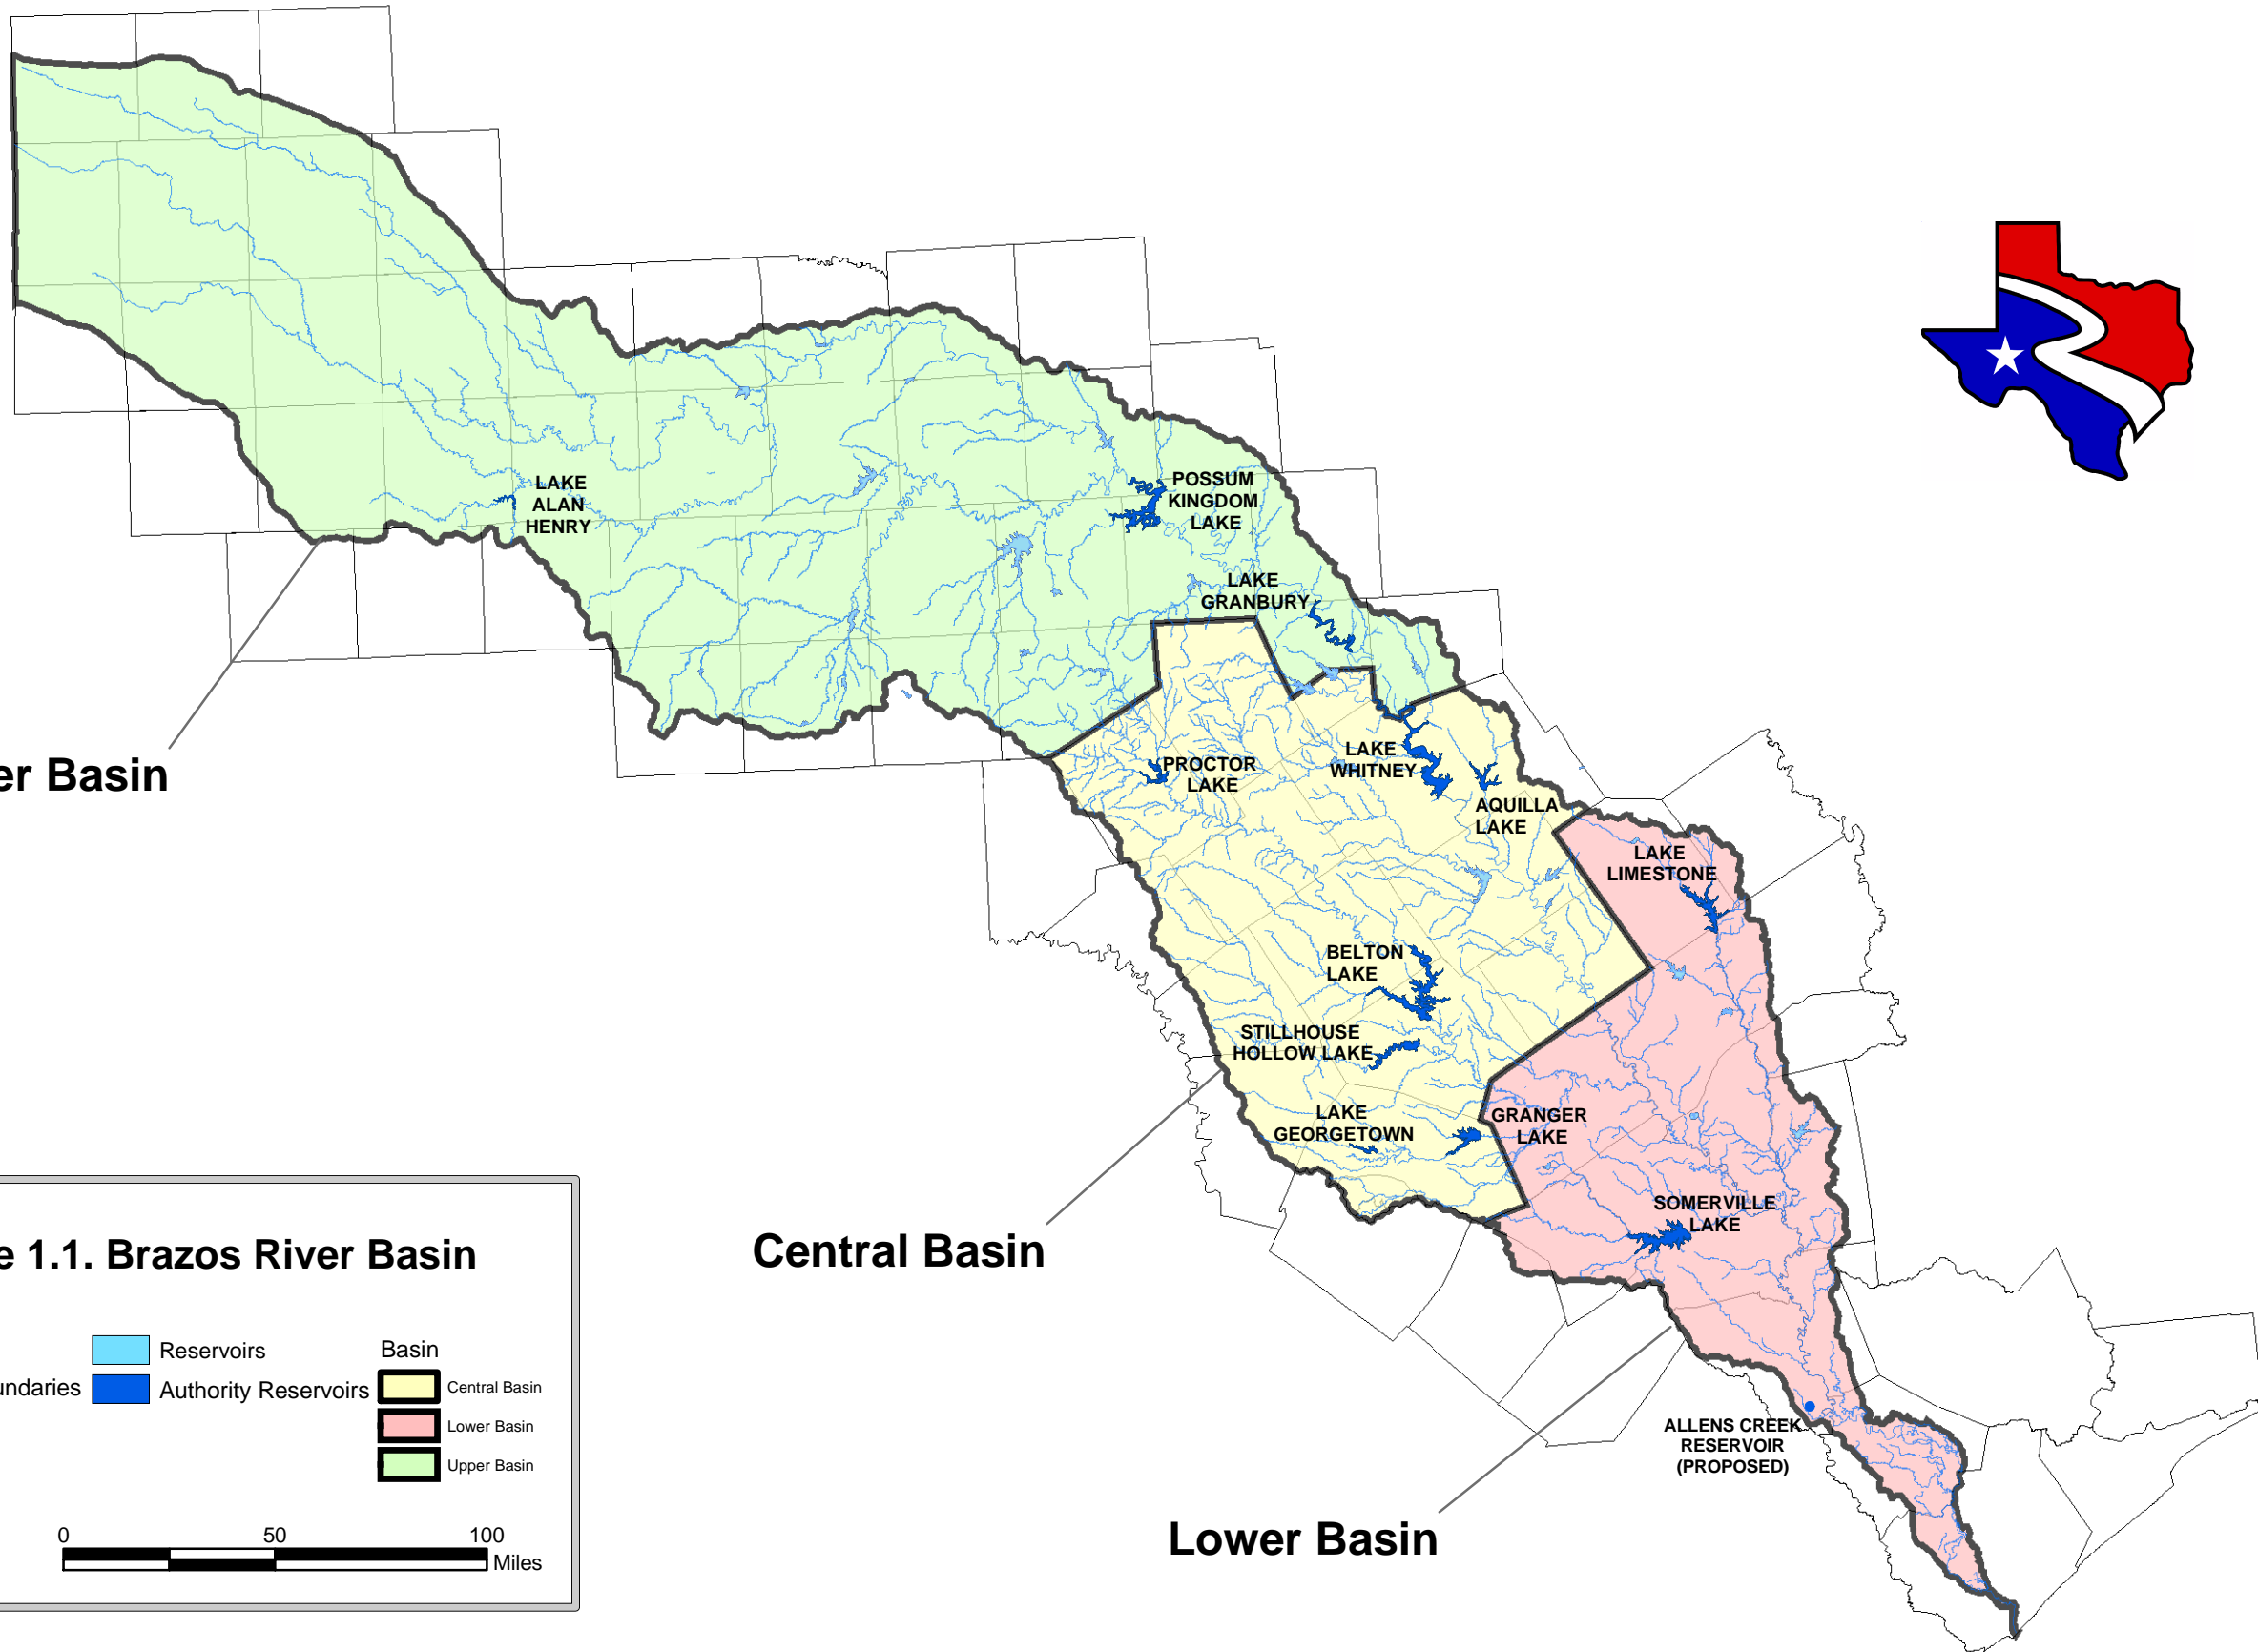 LAKE
ALAN
HENRY
POSSUM
KINGDOM
LAKE
LAKE
GRANBURY
er Basin
PROCTOR
LAKE
LAKE
WHITNEY
AQUILLA
LAKE
LAKE
LIMESTONE
BELTON
LAKE
STILLHOUSE
HOLLOW LAKE
LAKE
GEORGETOWN
GRANGER
LAKE
SOMERVILLE
LAKE
Central Basin
ALLENS CREEK
RESERVOIR
(PROPOSED)
Lower Basin
e 1.1. Brazos River Basin
Reservoirs
Basin
undaries
Authority Reservoirs
Central Basin
Lower Basin
Upper Basin
0 50 100
Miles